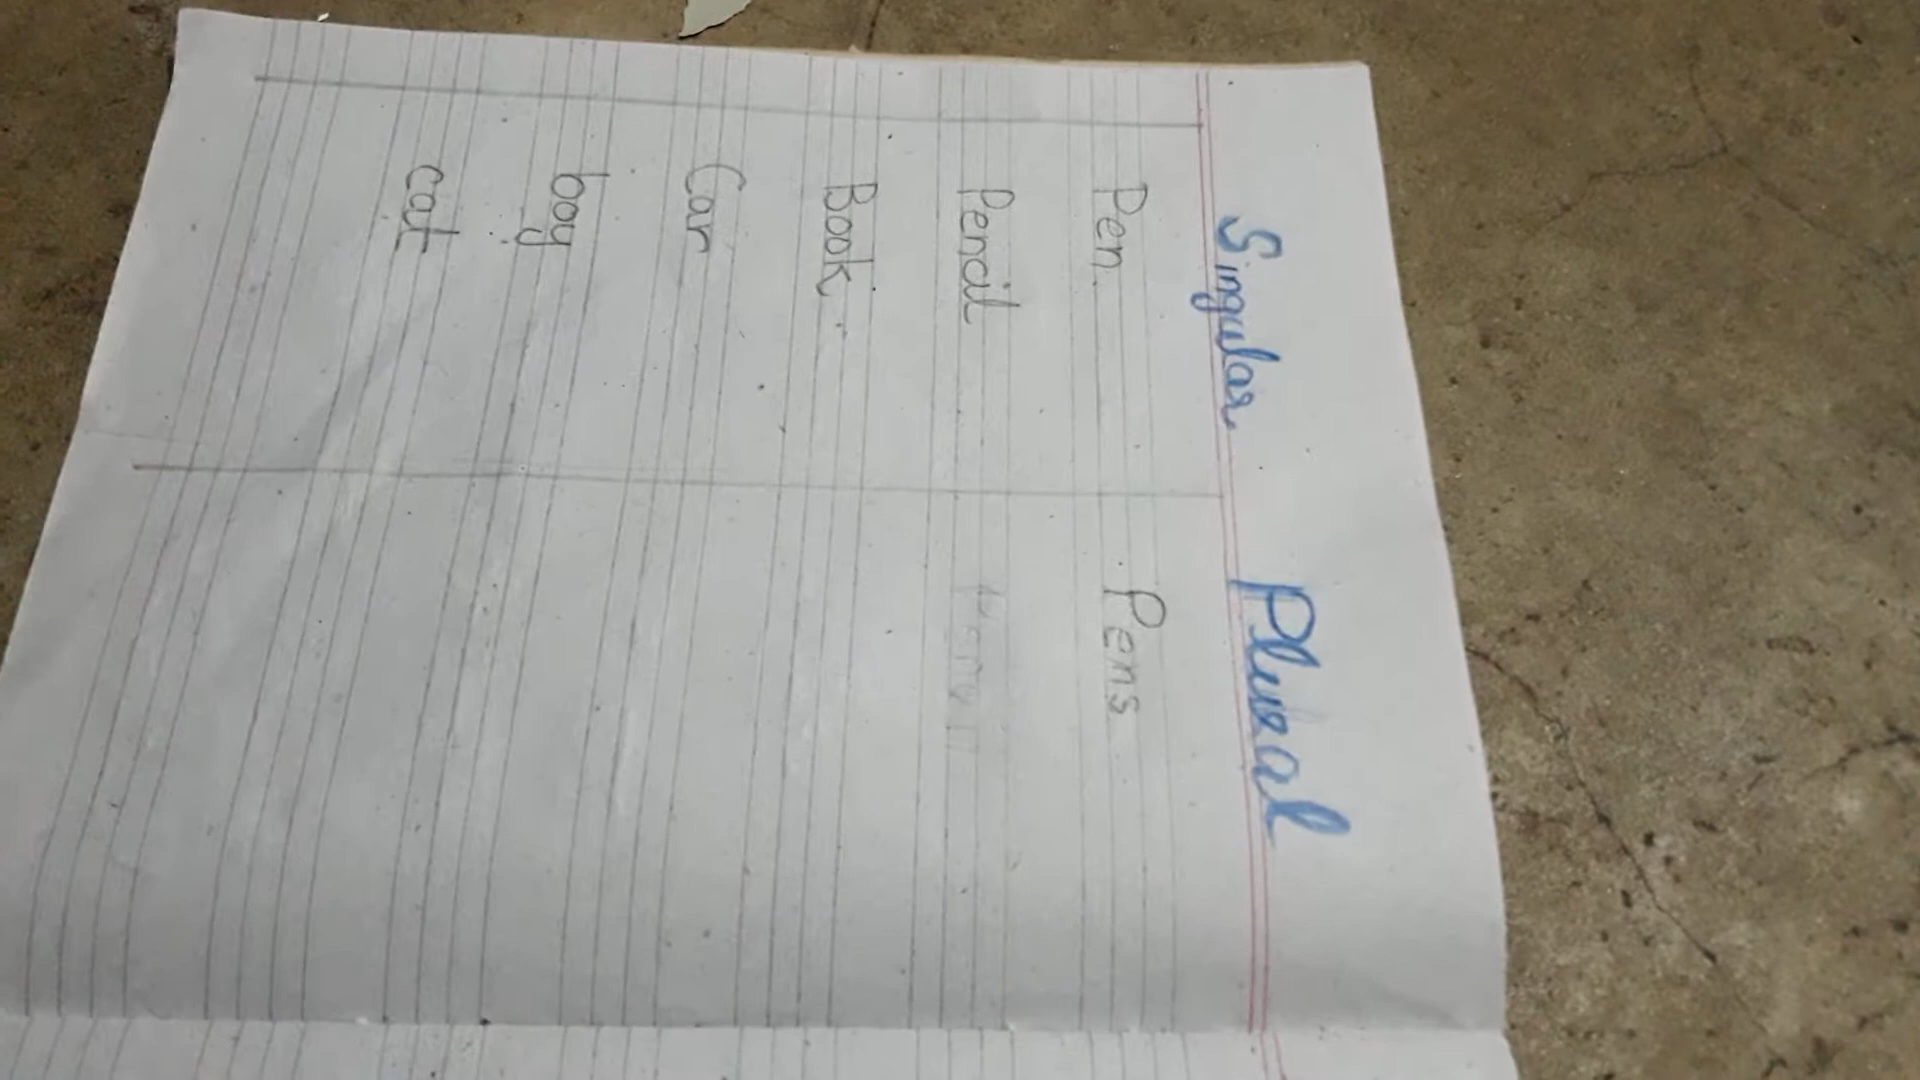 Singular Plural
Pen Pens
Pencil
Book
Car
boy
cat